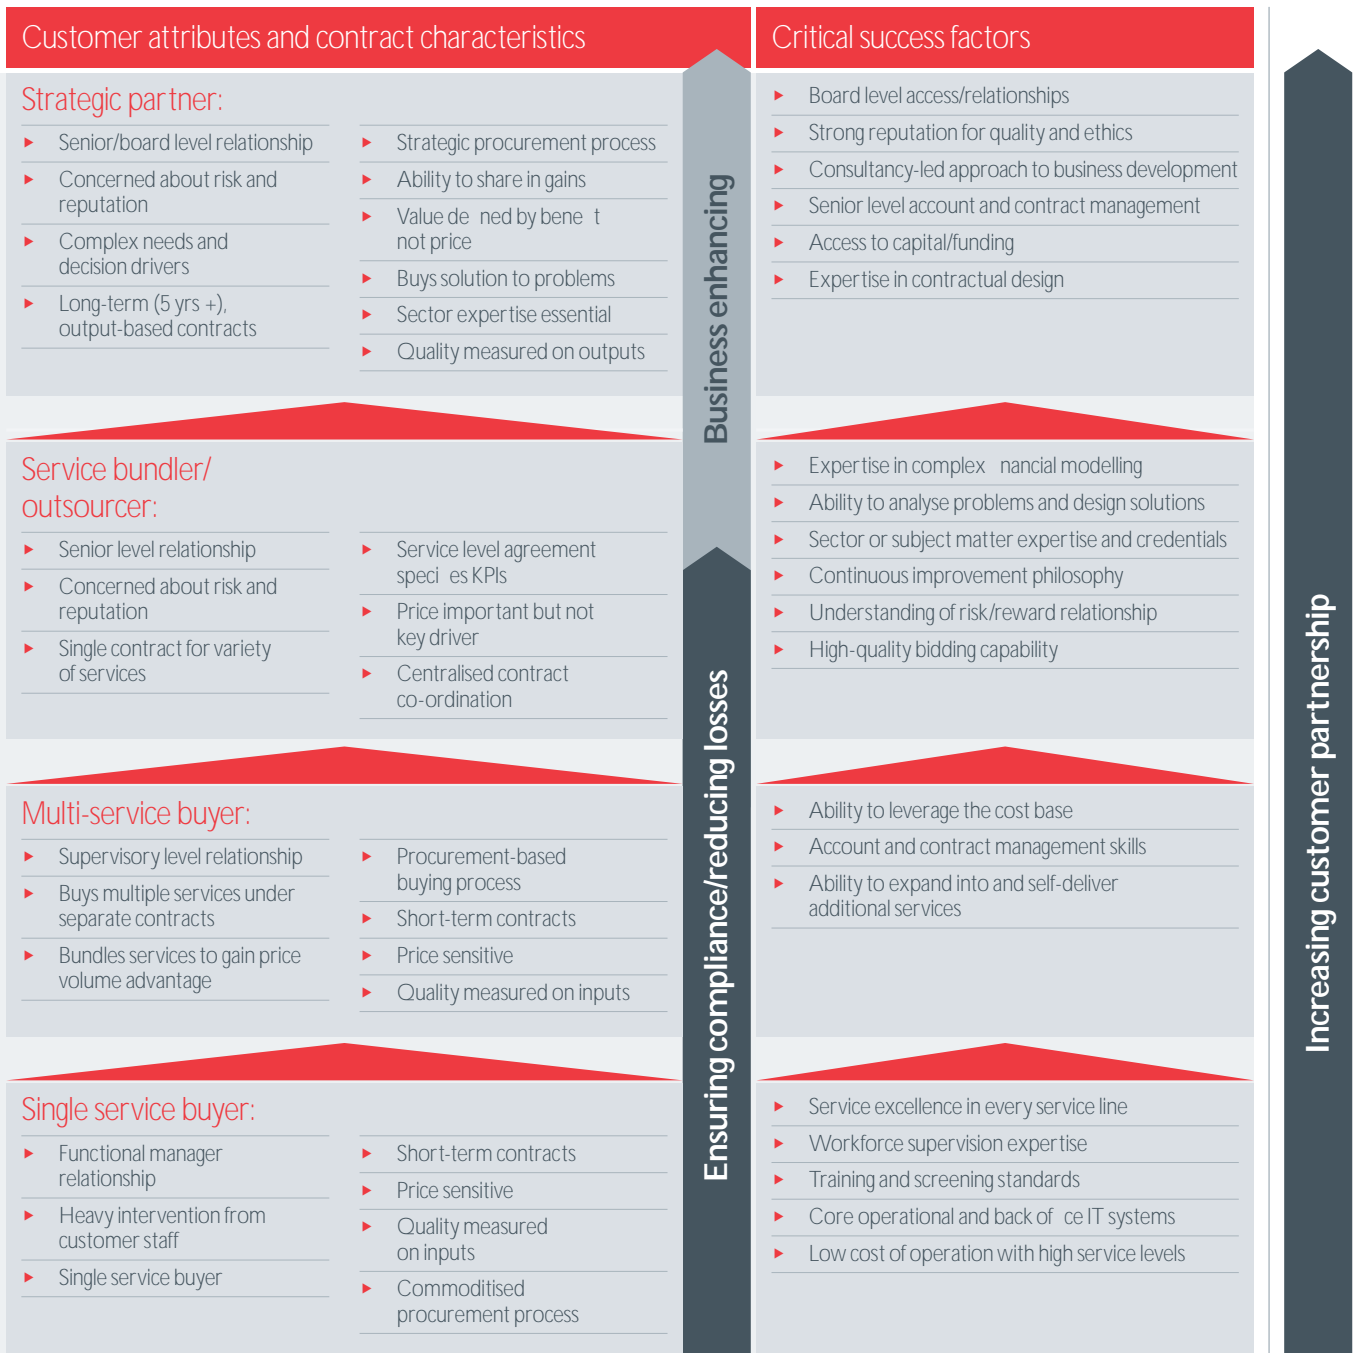 Customer attributes and contract characteristics
Strategic partner:
Senior/board level relationship
Concerned about risk and
reputation
Complex needs and
decision drivers
Long-term (5 yrs +),
output-based contracts
Strategic procurement process
Ability to share in gains
Value de ned by bene t
not price
Buys solution to problems
Sector expertise essential
Quality measured on outputs
Service bundler/
outsourcer:
Senior level relationship
Concerned about risk and
reputation
Single contract for variety
of services
Service level agreement
speci es KPIs
Price important but not
key driver
Centralised contract
co-ordination
Multi-service buyer:
Supervisory level relationship
Buys multiple services under
separate contracts
Bundles services to gain price
volume advantage
Procurement-based
buying process
Short-term contracts
Price sensitive
Quality measured on inputs
Single service buyer:
Functional manager
relationship
Heavy intervention from
customer staff
Single service buyer
Short-term contracts
Price sensitive
Quality measured
on inputs
Commoditised
procurement process
Business enhancing
Ensuring compliance/reducing losses
Critical success factors
Board level access/relationships
Strong reputation for quality and ethics
Consultancy-led approach to business development
Senior level account and contract management
Access to capital/funding
Expertise in contractual design
Expertise in complex nancial modelling
Ability to analyse problems and design solutions
Sector or subject matter expertise and credentials
Continuous improvement philosophy
Understanding of risk/reward relationship
High-quality bidding capability
Ability to leverage the cost base
Account and contract management skills
Ability to expand into and self-deliver
additional services
Service excellence in every service line
Workforce supervision expertise
Training and screening standards
Core operational and back of ce IT systems
Low cost of operation with high service levels
Increasing customer partnership